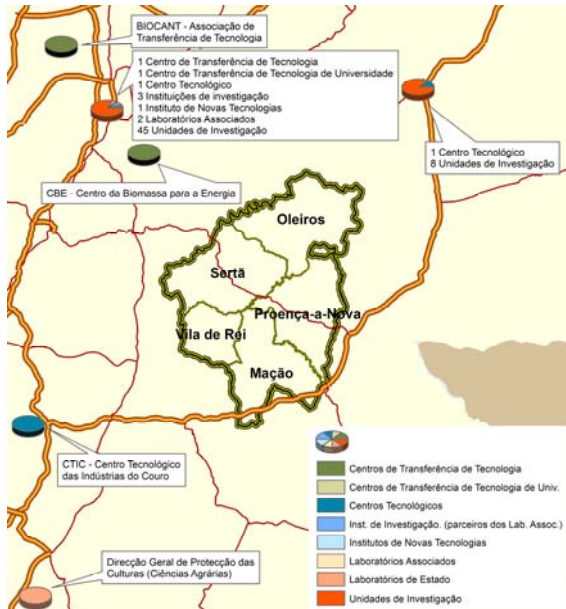 BIOCANT - Associação de
Transferência de Tecnologia
1 Centro de Transferência de Tecnologia
1 Centro de Transferência de Tecnologia de Universidade
1 Centro Tecnológico
3 Instituições de investigação
1 Instituto de Novas Tecnologias
2 Laboratórios Associados
45 Unidades de Investigação
1 Centro Tecnológico
8 Unidades de Investigação
CBE - Centro da Biomassa para a Energia
Oleiros
Sertã
Proença-a-Nova
Vila de Rei
Mação
CTIC - Centro Tecnológico
das Indústrias do Couro
Direcção Geral de Protecção das
Culturas (Ciências Agrárias)
Centros de Transferência de Tecnologia
Centros de Transferência de Tecnologia de Univ.
Centros Tecnológicos
Inst. de Investigação. (parceiros dos Lab. Assoc.)
Institutos de Novas Tecnologias
Laboratórios Associados
Laboratórios de Estado
Unidades de Investigação